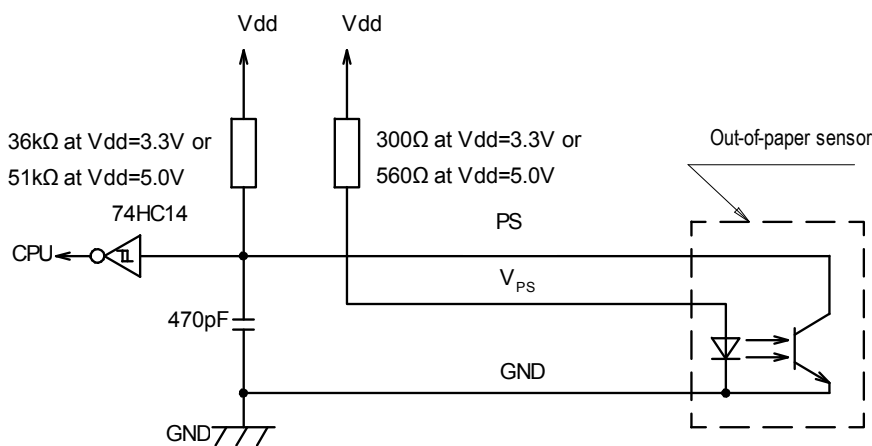 Vdd
Vdd
36kΩ at Vdd=3.3V or
51kΩ at Vdd=5.0V
300Ω at Vdd=3.3V or
560Ω at Vdd=5.0V
Out-of-paper sensor
74HC14
PS
CPU
VPS
470pF
GND
GND